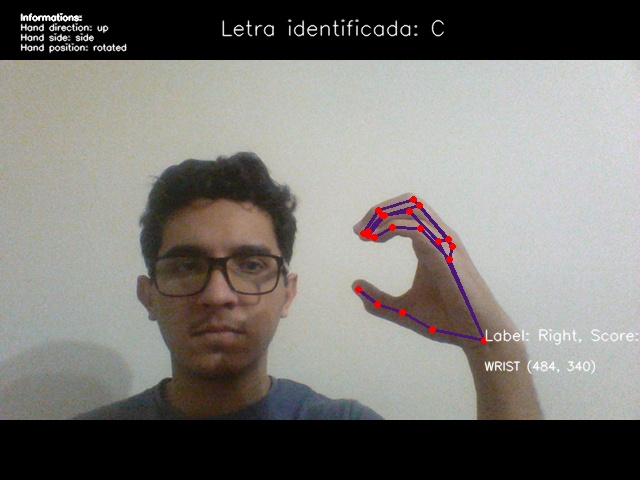 Informations:
Hand direction: up
Hand side: side
Hand position: rotated
Letra identificada: C
Label: Right, Score:
WRIST (484, 340)